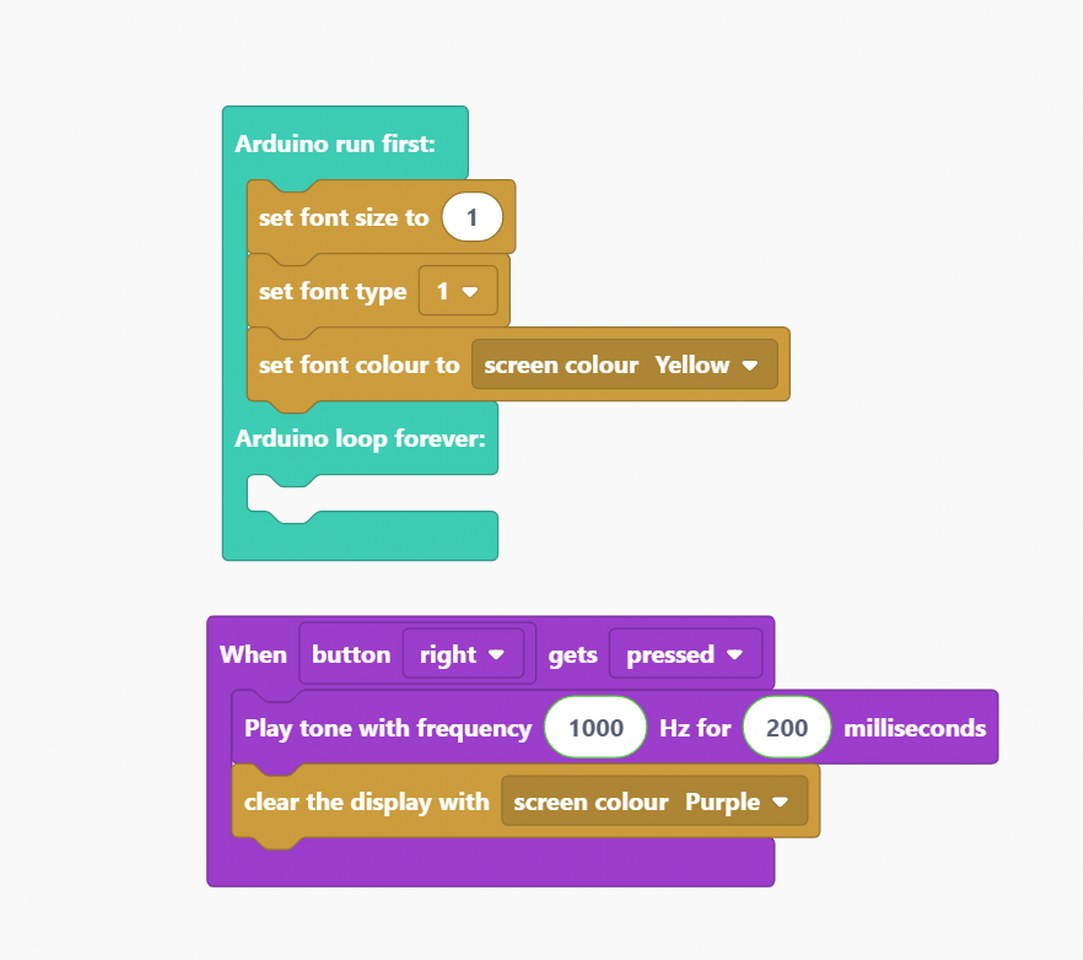 Arduino run first:
set font size to 1
set font type 1
set font colour to screen colour Yellow
Arduino loop forever:
When button right gets pressed
Play tone with frequency 1000 Hz for 200 milliseconds
clear the display with screen colour Purple